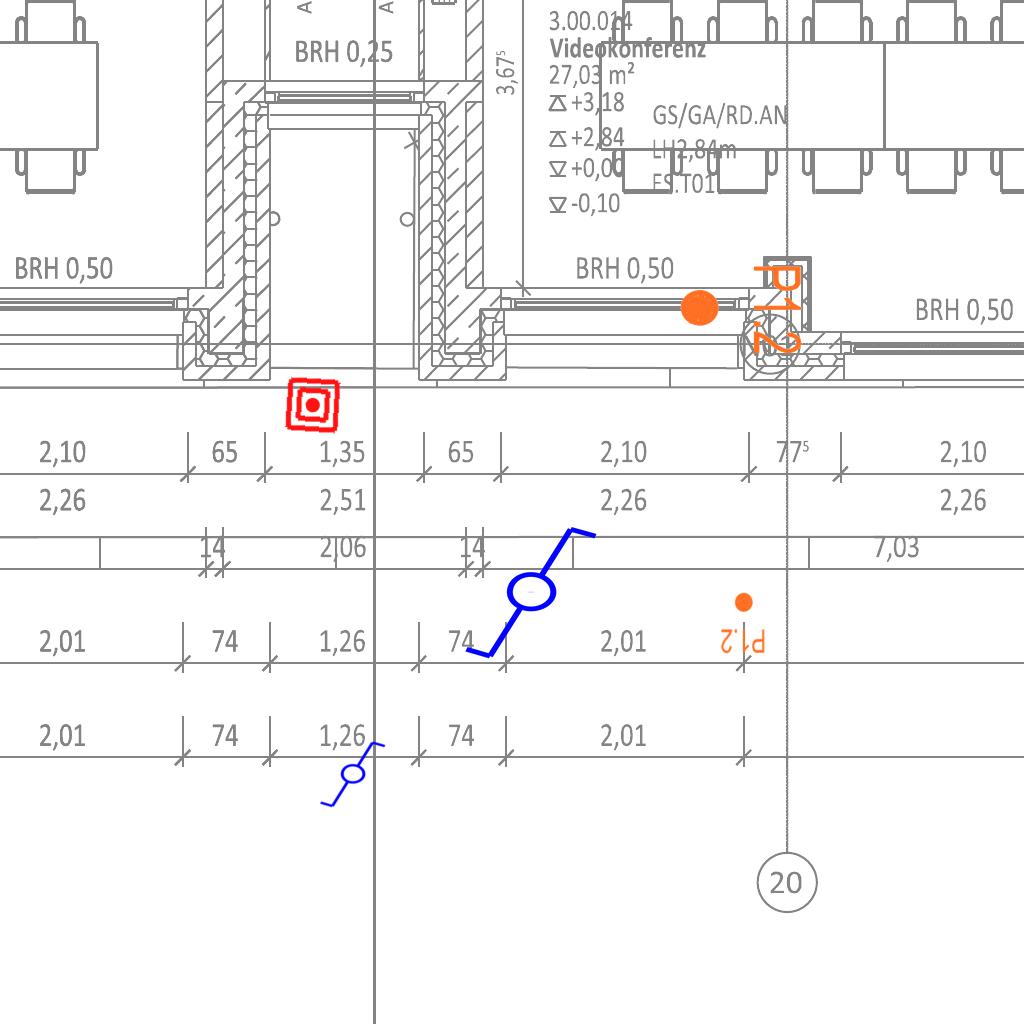 A
A
BRH 0,25
3,67⁵
3.00.014
Videokonferenz
27,03 m²
+3,18
+2,84
+0,00
-0,10
GS/GA/RD.AN
LH2,84m
FS.T01
BRH 0,50
BRH 0,50
BRH 0,50
P1.2
2,10 65 1,35 65 2,10 77⁵ 2,10
2,26 2,51 2,26 2,26
14 2,06 14 7,03
2,01 74 1,26 74 2,01
P1.2
2,01 74 1,26 74 2,01
20